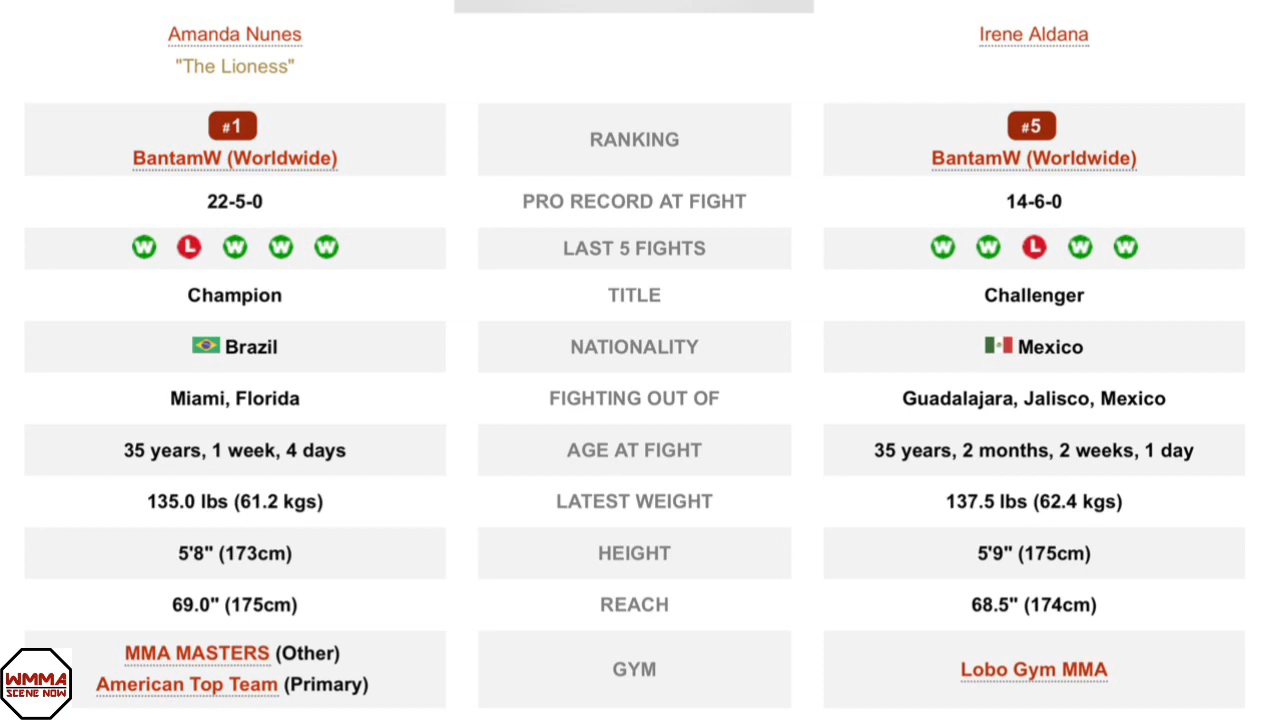 Amanda Nunes
"The Lioness"
Irene Aldana
#1
BantamW (Worldwide)
RANKING
#5
BantamW (Worldwide)
22-5-0
PRO RECORD AT FIGHT
14-6-0
W L W W W
LAST 5 FIGHTS
W W L W W
Champion
TITLE
Challenger
Brazil
NATIONALITY
Mexico
Miami, Florida
FIGHTING OUT OF
Guadalajara, Jalisco, Mexico
35 years, 1 week, 4 days
AGE AT FIGHT
35 years, 2 months, 2 weeks, 1 day
135.0 lbs (61.2 kgs)
LATEST WEIGHT
137.5 lbs (62.4 kgs)
5'8" (173cm)
HEIGHT
5'9" (175cm)
69.0" (175cm)
REACH
68.5" (174cm)
MMA MASTERS (Other)
American Top Team (Primary)
GYM
Lobo Gym MMA
WMMA
SCENE NOW